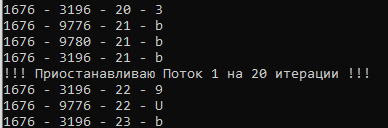 1676 - 3196 - 20 - 3
1676 - 9776 - 21 - b
1676 - 9780 - 21 - b
1676 - 3196 - 21 - b
!!! Приостанавливаю Поток 1 на 20 итерации !!!
1676 - 3196 - 22 - 9
1676 - 9776 - 22 - U
1676 - 3196 - 23 - b